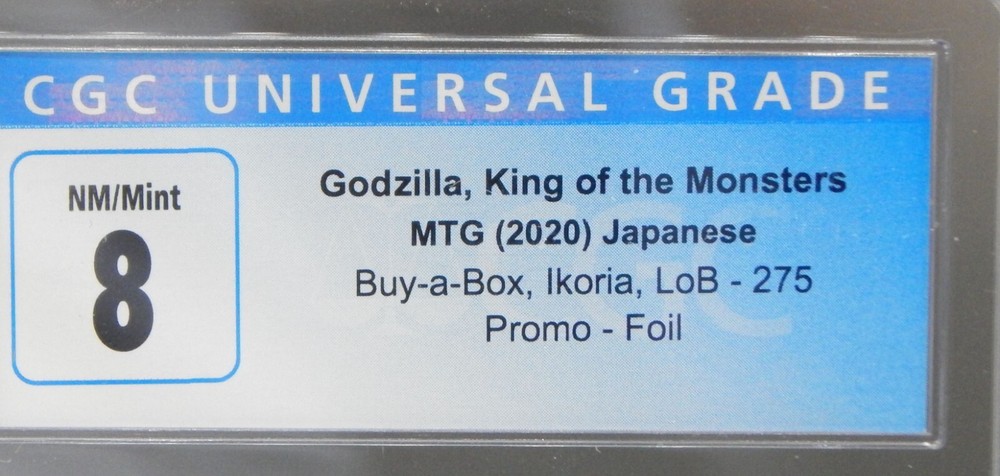 CGC UNIVERSAL GRADE
NM/Mint
8
Godzilla, King of the Monsters
MTG (2020) Japanese
Buy-a-Box, Ikoria, LoB - 275
Promo - Foil